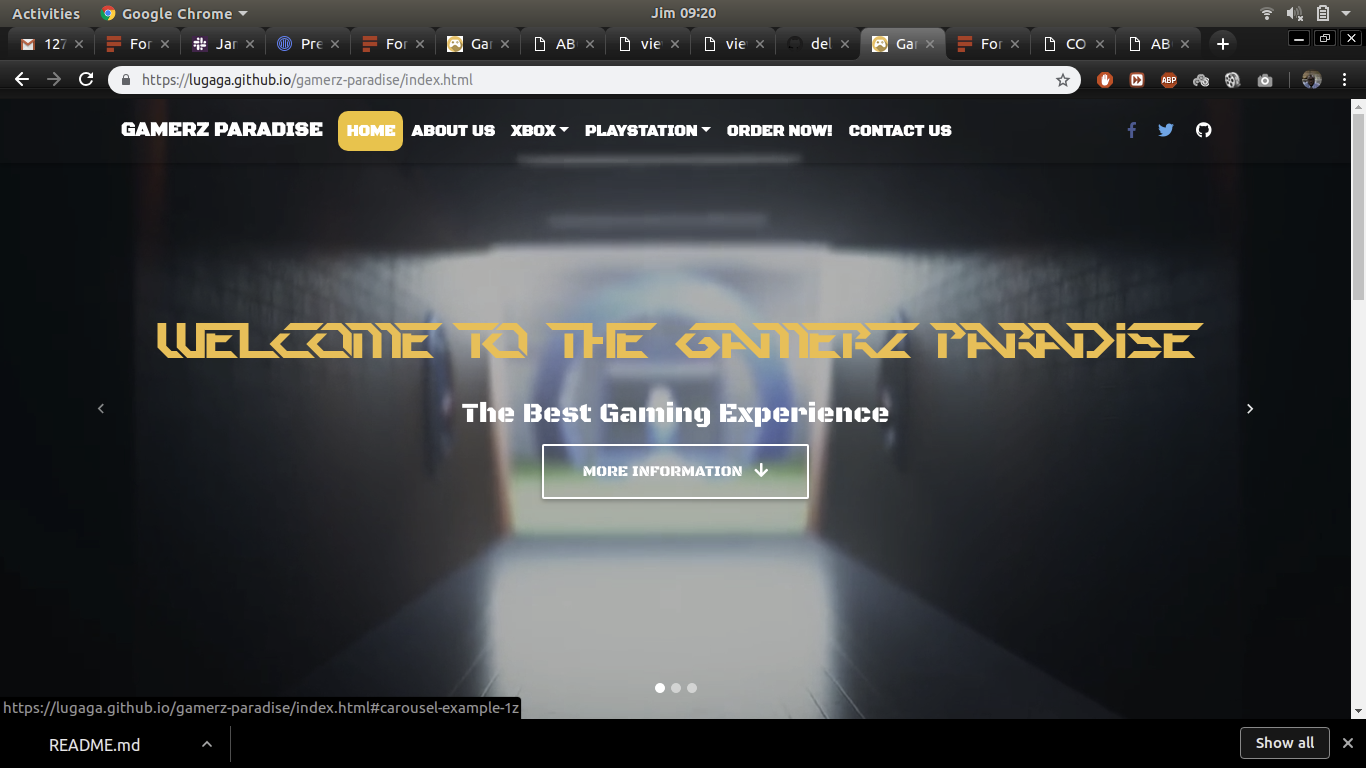 Activities Google Chrome Jim 09:20
127 For Jar Pre For Gar AB vie vie del Gar For CO AB
https://lugaga.github.io/gamerz-paradise/index.html ABP
GAMERZ PARADISE HOME ABOUT US XBOX PLAYSTATION ORDER NOW! CONTACT US
WELCOME TO THE GAMERZ PARADISE
The Best Gaming Experience
MORE INFORMATION
https://lugaga.github.io/gamerz-paradise/index.html#carousel-example-1z
README.md Show all